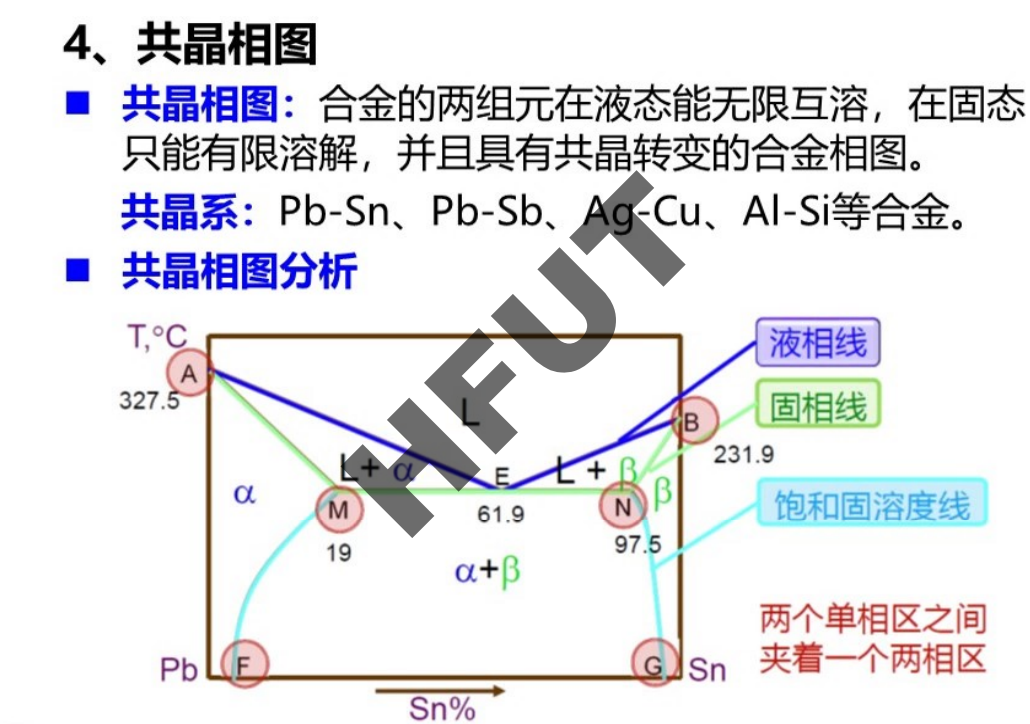 4、共晶相图
■ 共晶相图：合金的两组元在液态能无限互溶，在固态
只能有限溶解，并且具有共晶转变的合金相图。
共晶系：Pb-Sn、Pb-Sb、Ag-Cu、Al-Si等合金。
■ 共晶相图分析
T,°C
液相线
A
327.5
固相线
L
B
231.9
L+ α
E
L + β
α
β
饱和固溶度线
M
61.9
N
19
97.5
α+β
两个单相区之间
夹着一个两相区
Pb
F
G
Sn
Sn%
HFUT